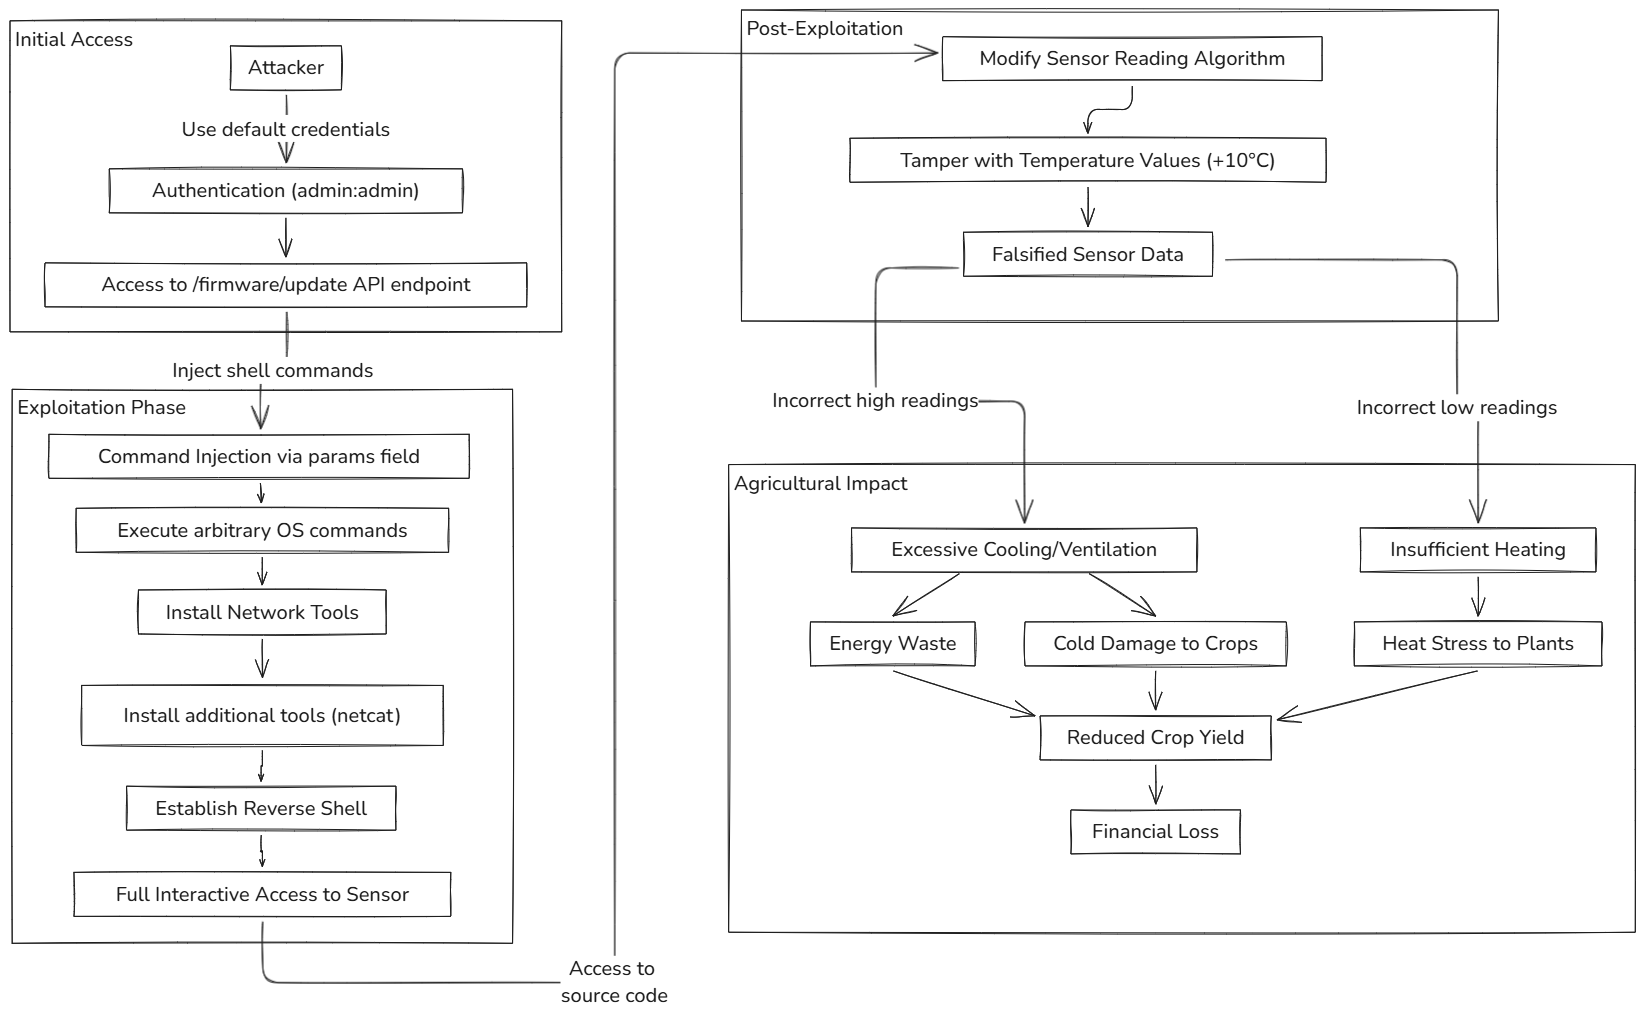 Initial Access
Attacker
Use default credentials
Authentication (admin:admin)
Access to /firmware/update API endpoint
Inject shell commands
Exploitation Phase
Command Injection via params field
Execute arbitrary OS commands
Install Network Tools
Install additional tools (netcat)
Establish Reverse Shell
Full Interactive Access to Sensor
Access to
source code
Post-Exploitation
Modify Sensor Reading Algorithm
Tamper with Temperature Values (+10°C)
Falsified Sensor Data
Incorrect high readings
Incorrect low readings
Agricultural Impact
Excessive Cooling/Ventilation
Insufficient Heating
Energy Waste
Cold Damage to Crops
Heat Stress to Plants
Reduced Crop Yield
Financial Loss